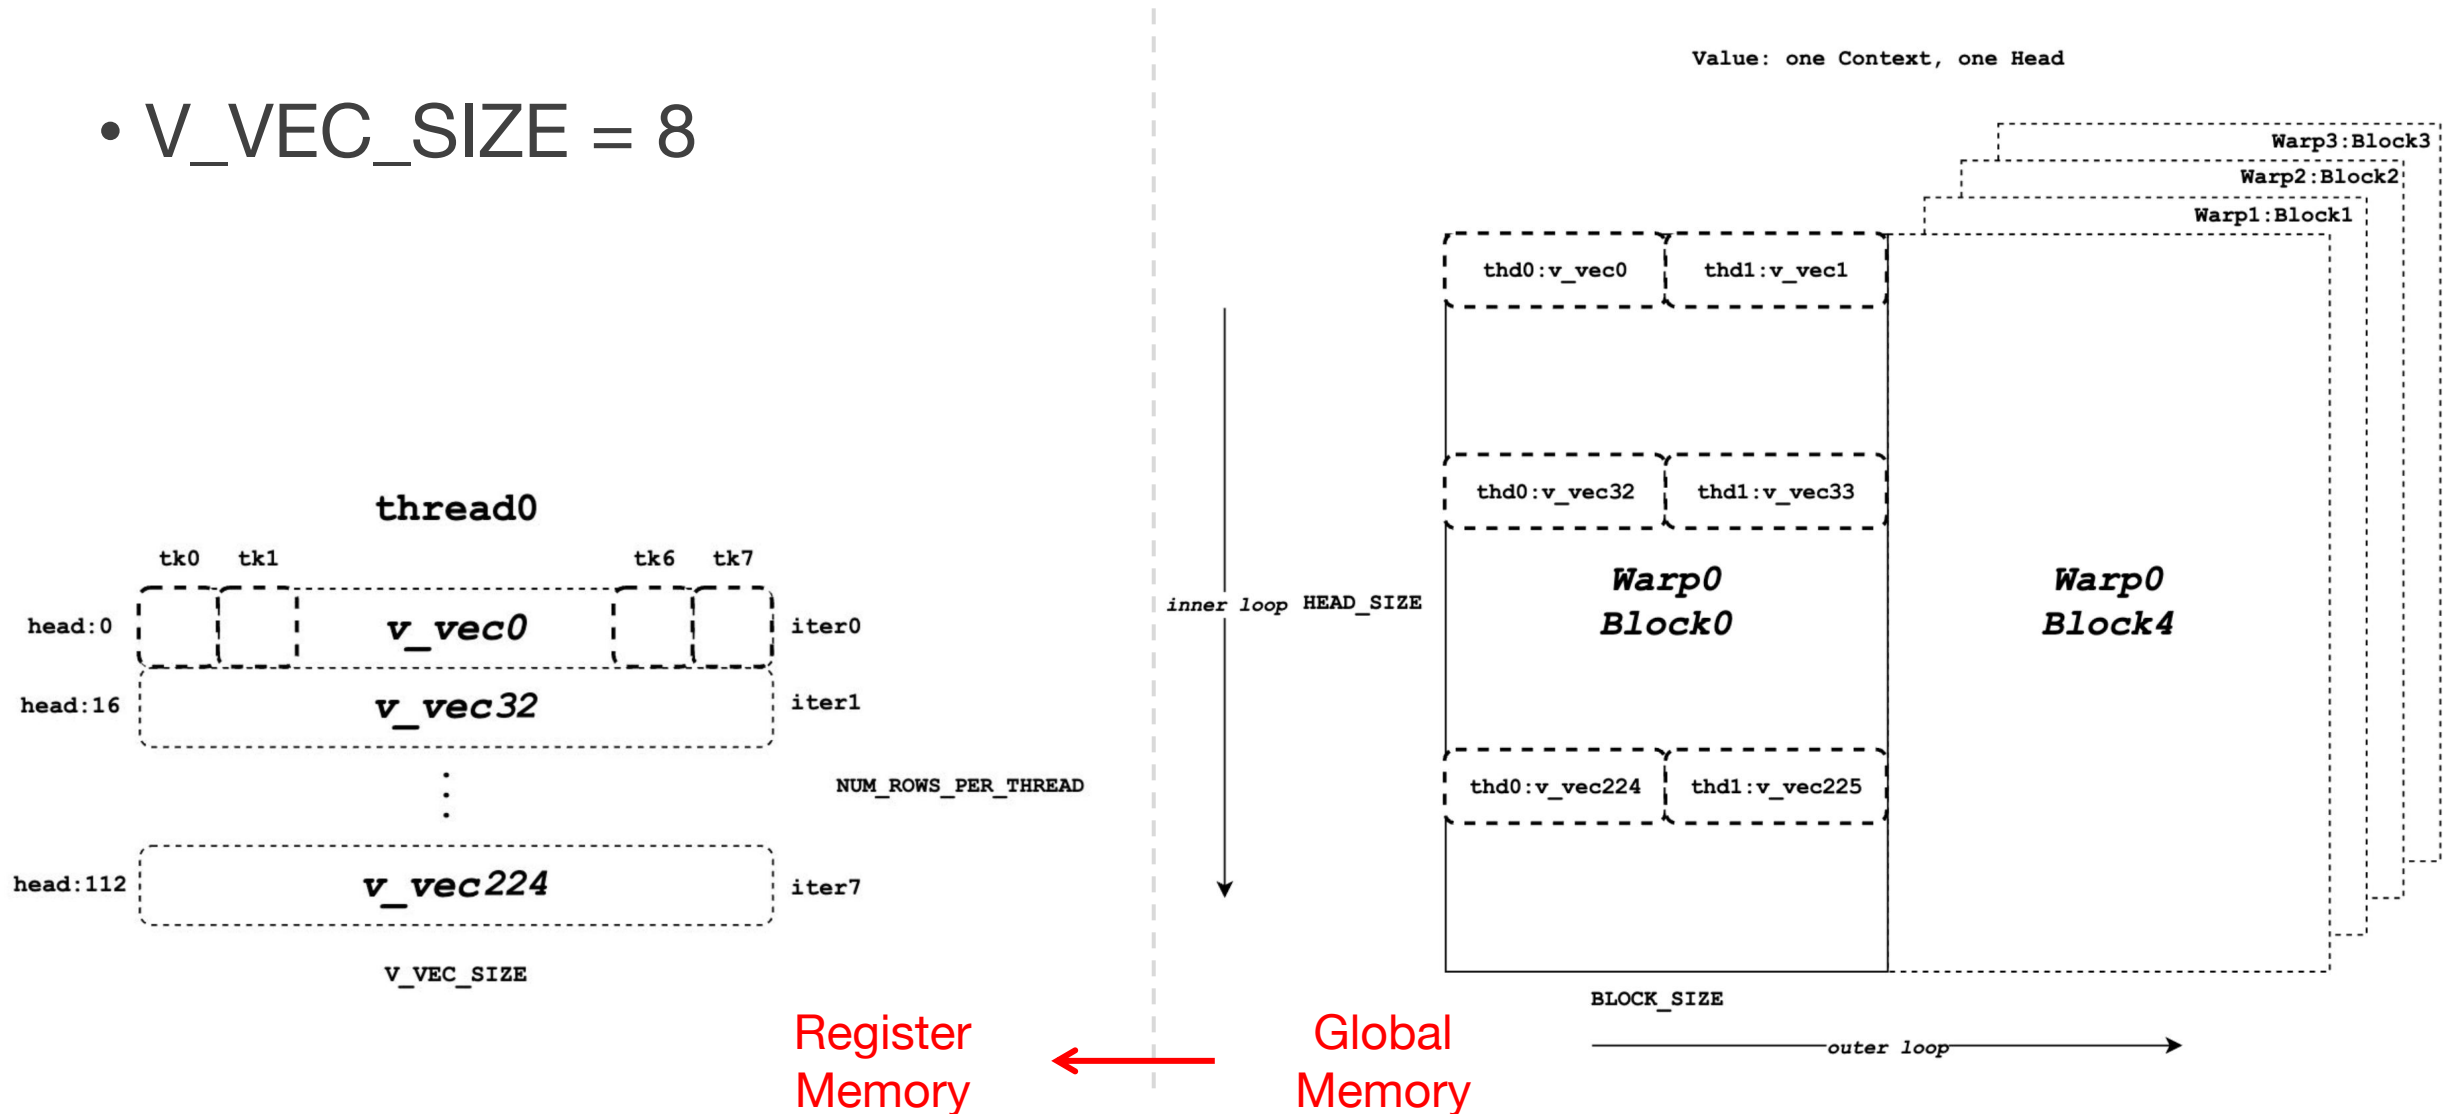 • V_VEC_SIZE = 8
thread0
tk0 tk1 tk6 tk7
head:0 v_vec0 iter0
head:16 v_vec32 iter1
NUM_ROWS_PER_THREAD
head:112 v_vec224 iter7
V_VEC_SIZE
Register
Memory
Value: one Context, one Head
Warp3:Block3
Warp2:Block2
Warp1:Block1
thd0:v_vec0 thd1:v_vec1
thd0:v_vec32 thd1:v_vec33
Warp0
Block0
Warp0
Block4
inner loop HEAD_SIZE
thd0:v_vec224 thd1:v_vec225
BLOCK_SIZE
outer loop
Global
Memory